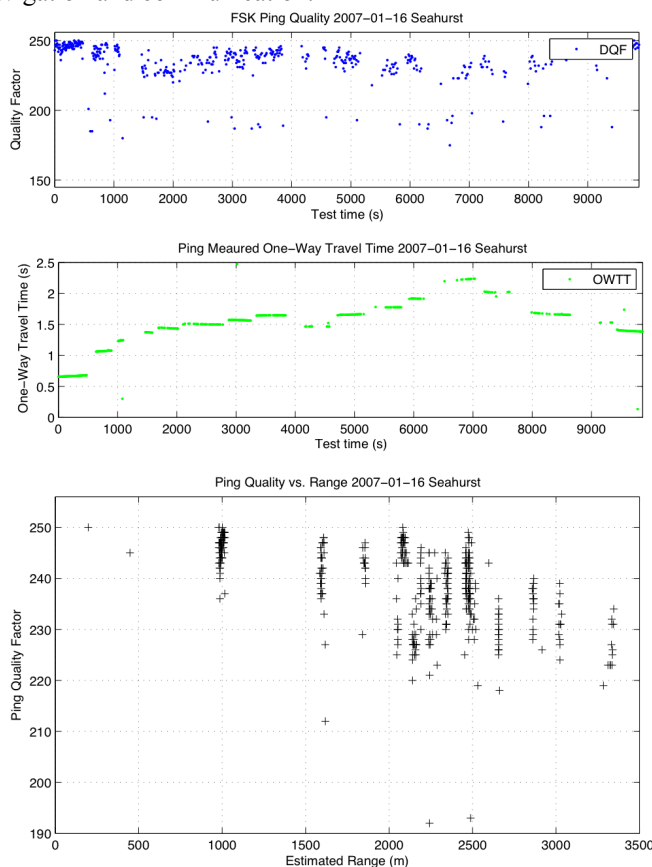 FSK Ping Quality 2007−01−16 Seahurst
250
200
150
Quality Factor
DQF
0 1000 2000 3000 4000 5000 6000 7000 8000 9000
Test time (s)
Ping Meaured One−Way Travel Time 2007−01−16 Seahurst
2.5
2
1.5
1
0.5
0
One−Way Travel Time (s)
OWTT
0 1000 2000 3000 4000 5000 6000 7000 8000 9000
Test time (s)
Ping Quality vs. Range 2007−01−16 Seahurst
250
240
230
220
210
200
190
Ping Quality Factor
0 500 1000 1500 2000 2500 3000 3500
Estimated Range (m)